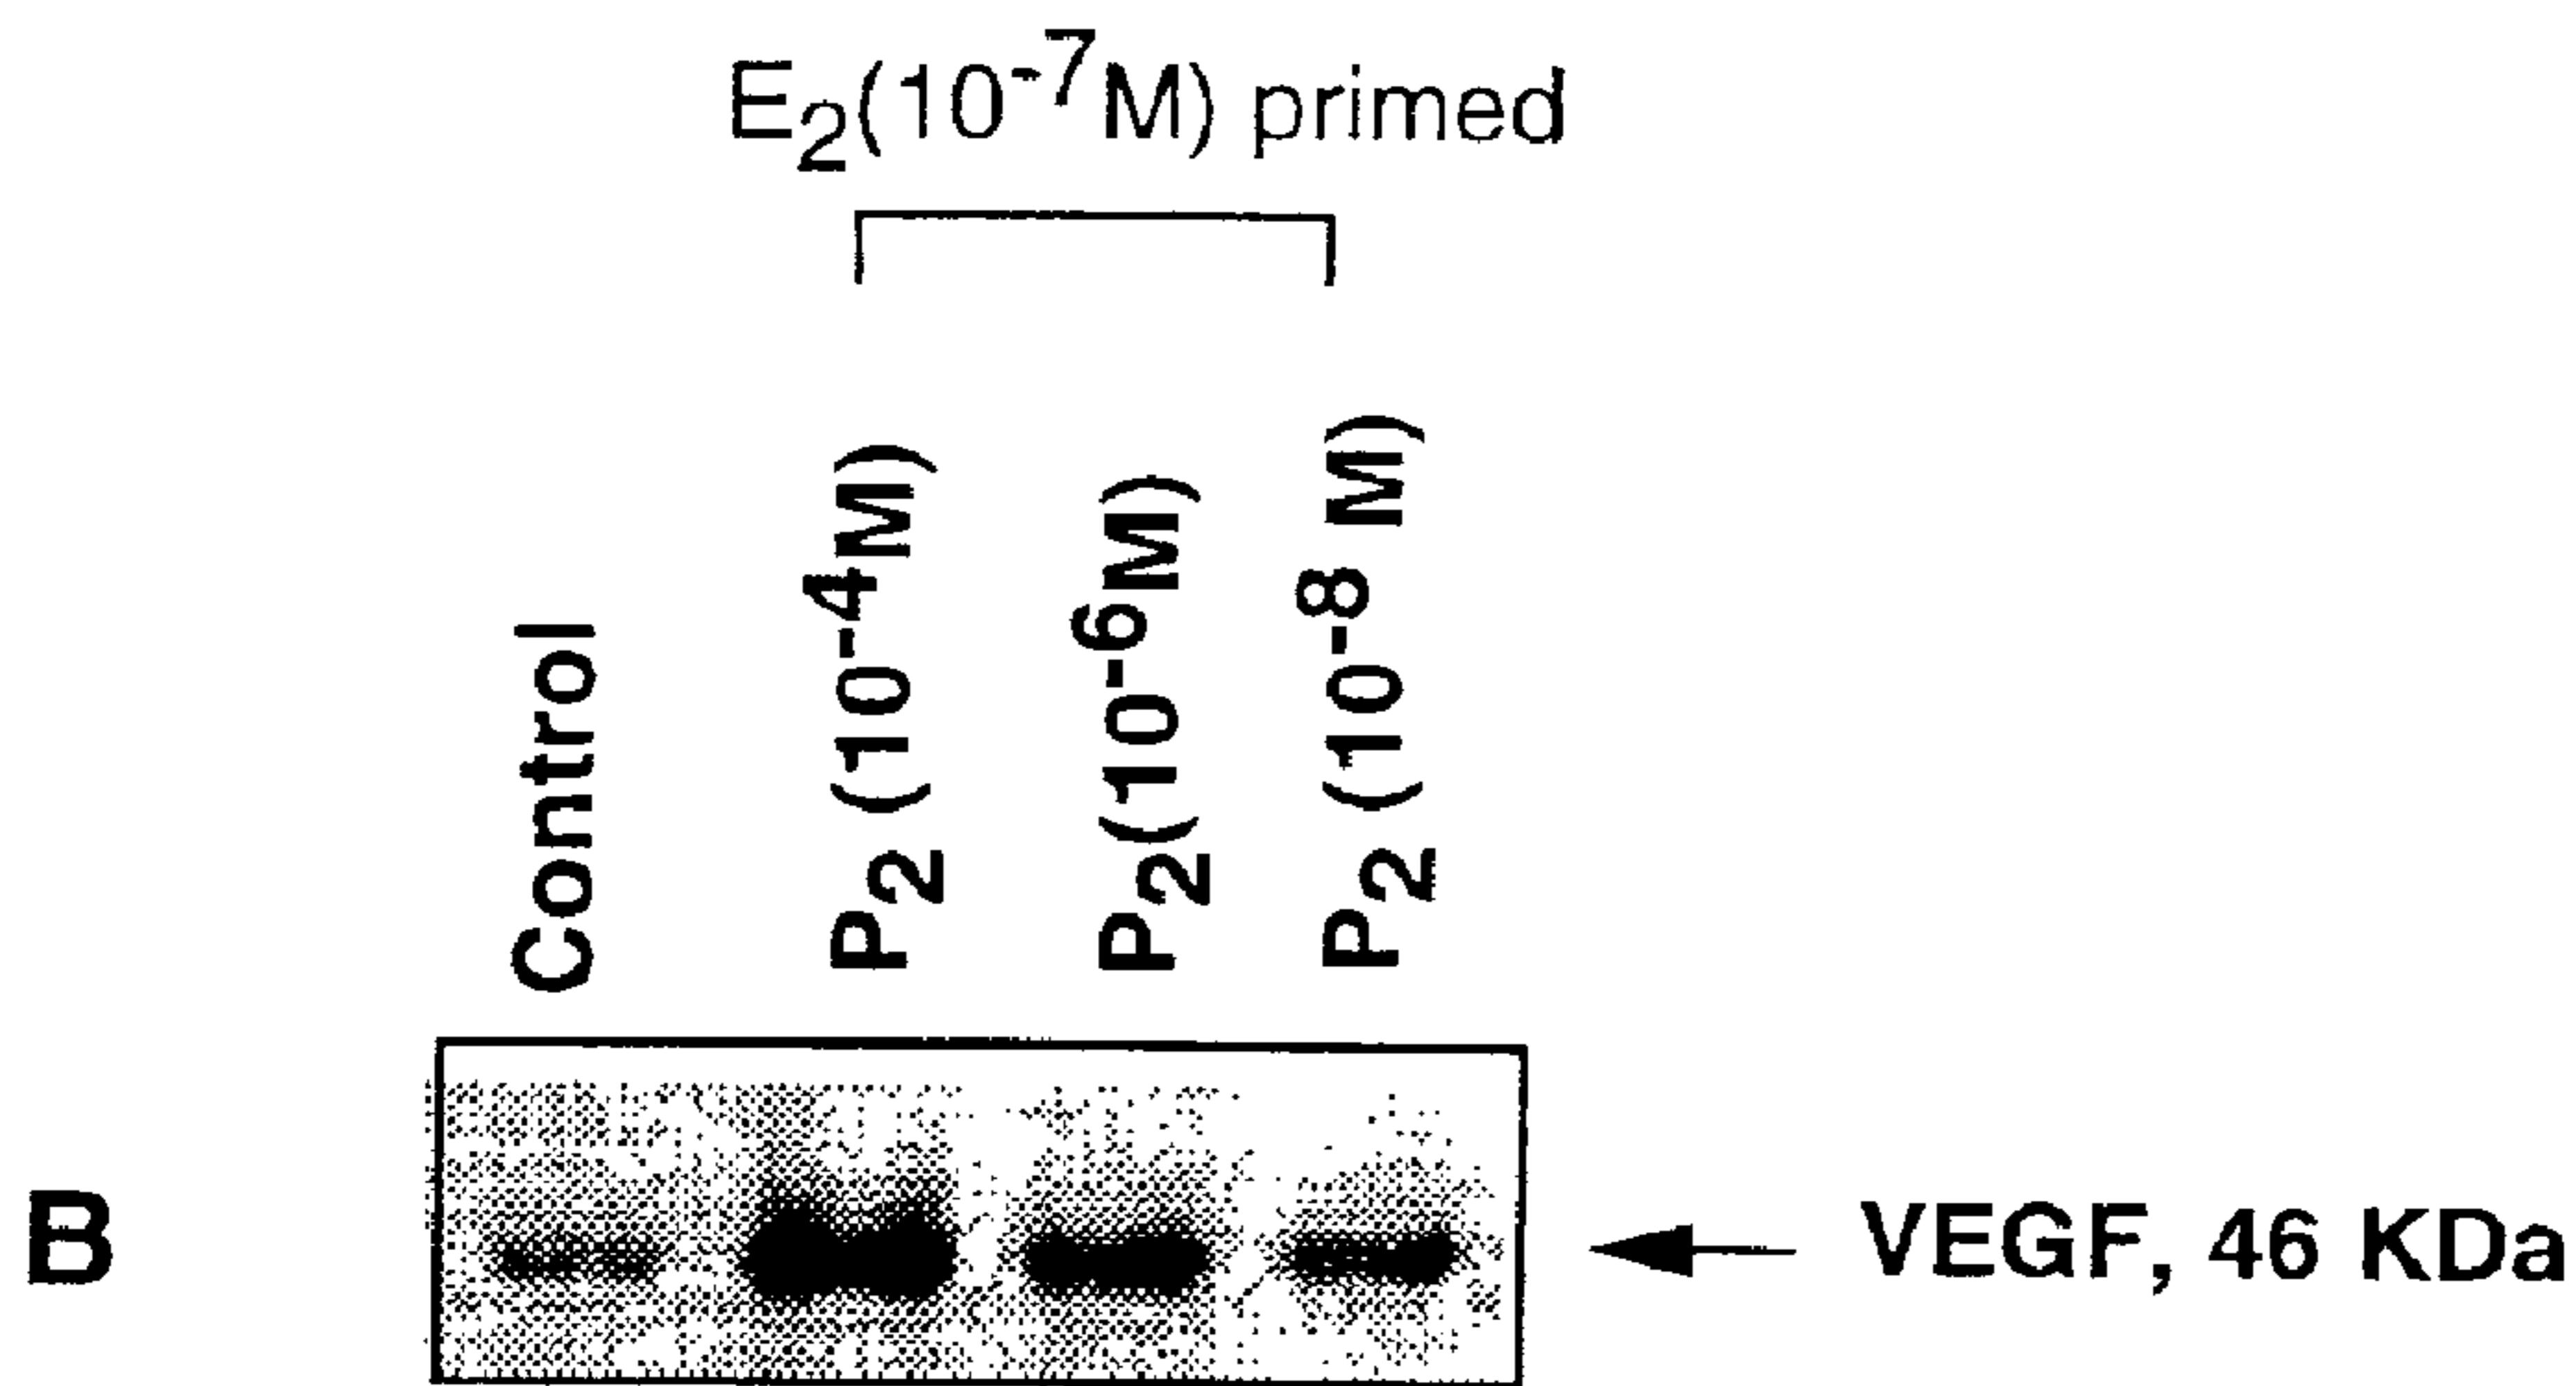 E₂(10⁻⁷M) primed
Control
P₂ (10⁻⁴M)
P₂(10⁻⁶M)
P₂ (10⁻⁸ M)
B
VEGF, 46 KDa